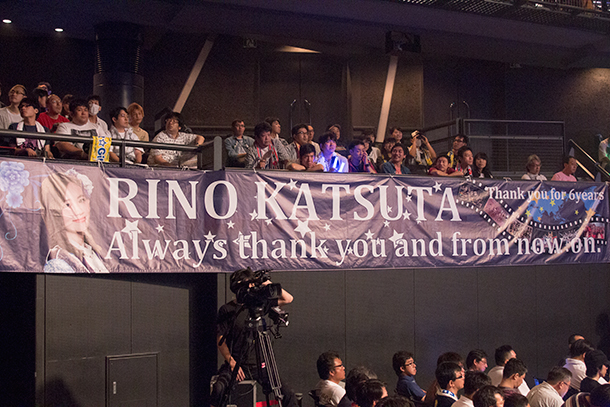 RINO KATSUTA
Thank you for 6years
Always thank you and from now on.